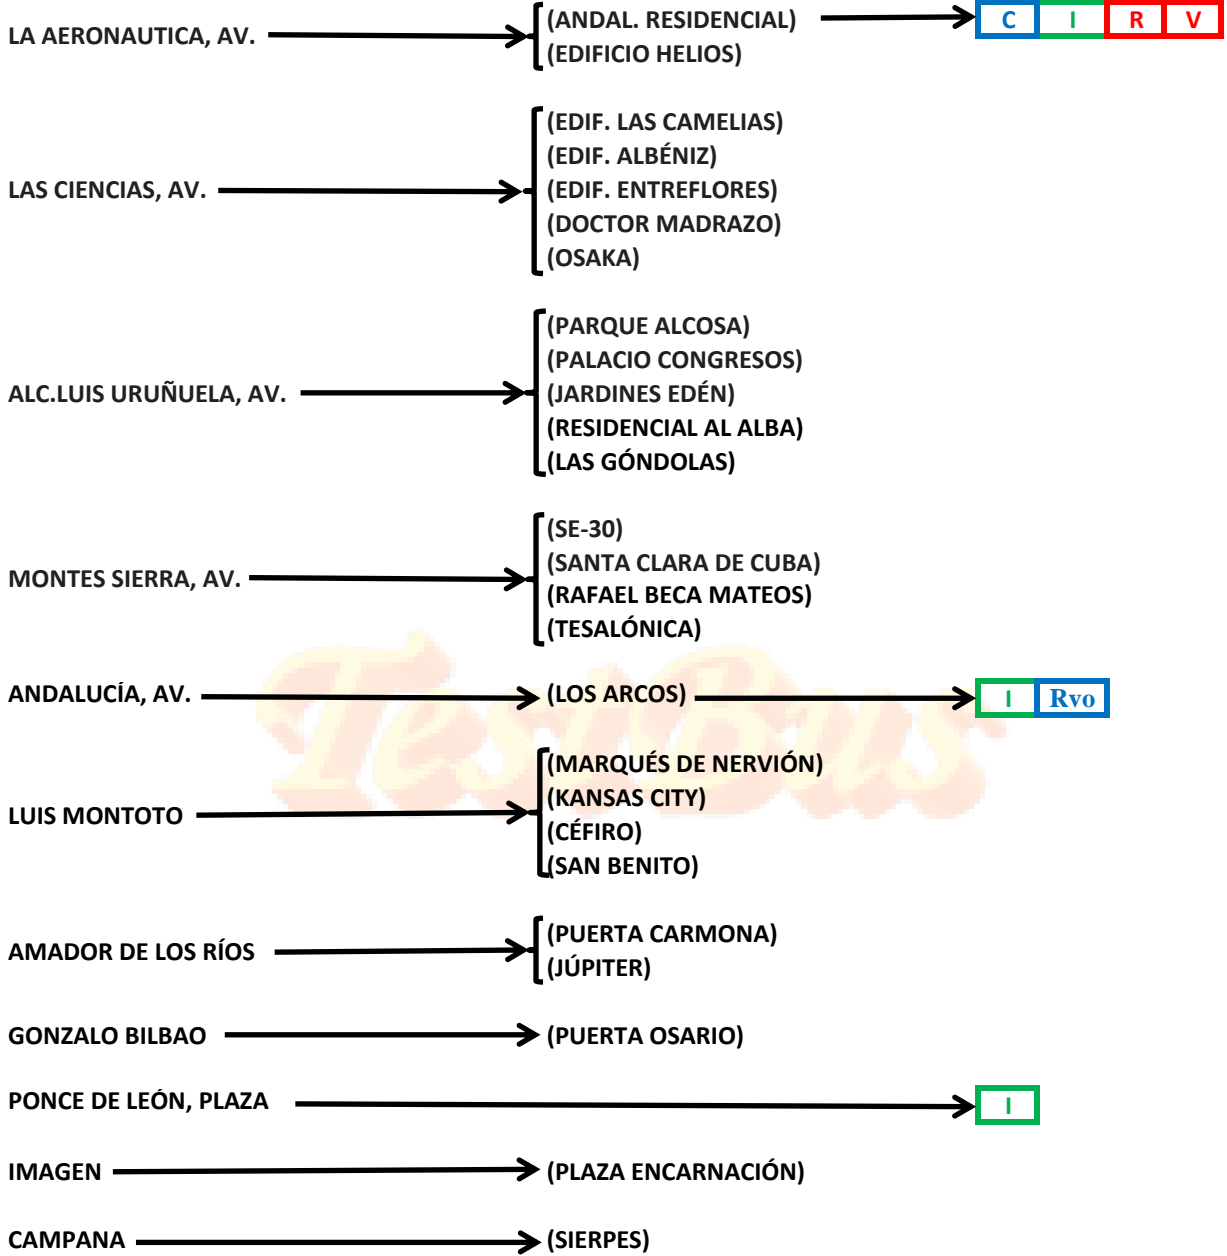 LA AERONAUTICA, AV.
(ANDAL. RESIDENCIAL)
C I R V
(EDIFICIO HELIOS)
LAS CIENCIAS, AV.
(EDIF. LAS CAMELIAS)
(EDIF. ALBÉNIZ)
(EDIF. ENTREFLORES)
(DOCTOR MADRAZO)
(OSAKA)
ALC.LUIS URUÑUELA, AV.
(PARQUE ALCOSA)
(PALACIO CONGRESOS)
(JARDINES EDÉN)
(RESIDENCIAL AL ALBA)
(LAS GÓNDOLAS)
MONTES SIERRA, AV.
(SE-30)
(SANTA CLARA DE CUBA)
(RAFAEL BECA MATEOS)
(TESALÓNICA)
ANDALUCÍA, AV.
(LOS ARCOS)
I Rvo
TestBus
LUIS MONTOTO
(MARQUÉS DE NERVIÓN)
(KANSAS CITY)
(CÉFIRO)
(SAN BENITO)
AMADOR DE LOS RÍOS
(PUERTA CARMONA)
(JÚPITER)
GONZALO BILBAO
(PUERTA OSARIO)
PONCE DE LEÓN, PLAZA
I
IMAGEN
(PLAZA ENCARNACIÓN)
CAMPANA
(SIERPES)